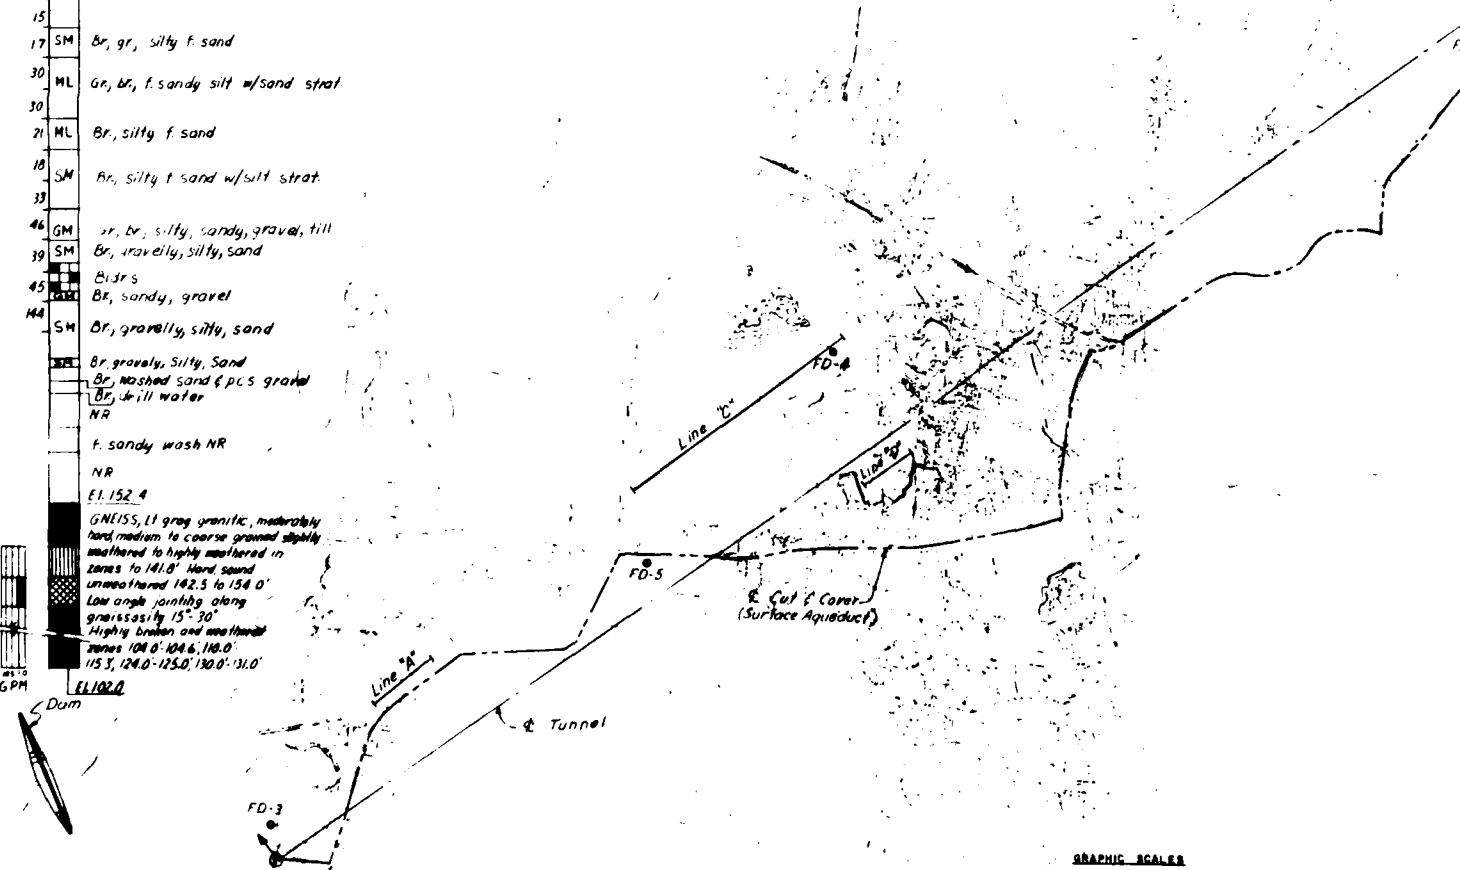 15
17 SM Br, gr, silty f. sand
30 ML Gr., br., f. sandy silt w/sand strat.
30
21 ML Br., silty f. sand
18 SM Br., silty f sand w/silt strat.
33
46 GM br., silty, sandy, gravel, till
39 SM Br., gravelly, silty, sand
Bldrs
45 GM Br., sandy, gravel
144
SM Br., gravelly, silty, sand
SM Br. gravely, Silty, Sand
Br, washed sand & pcs gravel
Br, drill water
NR
f. sandy wash NR
NR
El. 152.4
GNEISS, Lt gray granitic, moderately
hard, medium to coarse grained slightly
weathered to highly weathered in
zones to 141.8' Hard, sound
unweathered 142.5 to 154.0'
Low angle jointing along
gneissosity 15°-30°
Highly broken and weathered
zones 104.0'-104.6', 110.0'
115.3', 124.0'-125.0', 130.0'-131.0'
GPM
El. 102.0
Dam
FD-4
Line "C"
Line "D"
FD-5
℄ Cut & Cover
(Surface Aqueduct)
Line "A"
℄ Tunnel
FD-3
GRAPHIC SCALES